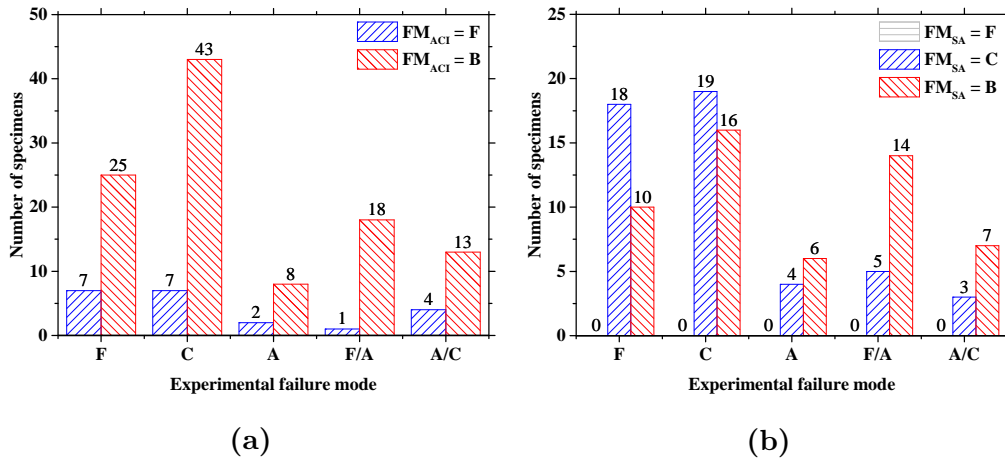 50
40
30
20
10
0
Number of specimens
FM_ACI = F
FM_ACI = B
7
25
7
43
2
8
1
18
4
13
F C A F/A A/C
Experimental failure mode
(a)
25
20
15
10
5
0
Number of specimens
FM_SA = F
FM_SA = C
FM_SA = B
0
18
10
0
19
16
0
4
6
0
5
14
0
3
7
F C A F/A A/C
Experimental failure mode
(b)